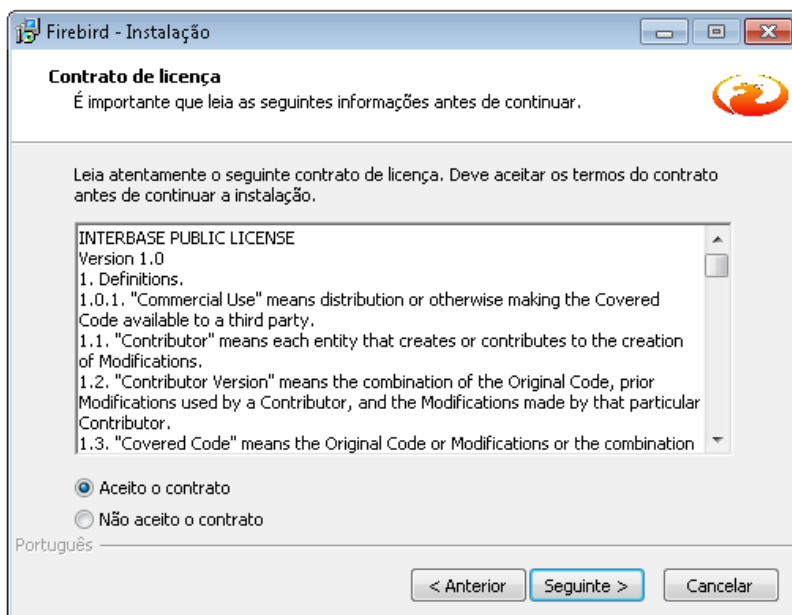 Firebird - Instalação
Contrato de licença
É importante que leia as seguintes informações antes de continuar.
Leia atentamente o seguinte contrato de licença. Deve aceitar os termos do contrato
antes de continuar a instalação.
INTERBASE PUBLIC LICENSE
Version 1.0
1. Definitions.
1.0.1. "Commercial Use" means distribution or otherwise making the Covered
Code available to a third party.
1.1. "Contributor" means each entity that creates or contributes to the creation
of Modifications.
1.2. "Contributor Version" means the combination of the Original Code, prior
Modifications used by a Contributor, and the Modifications made by that particular
Contributor.
1.3. "Covered Code" means the Original Code or Modifications or the combination
Aceito o contrato
Não aceito o contrato
Português
< Anterior
Seguinte >
Cancelar